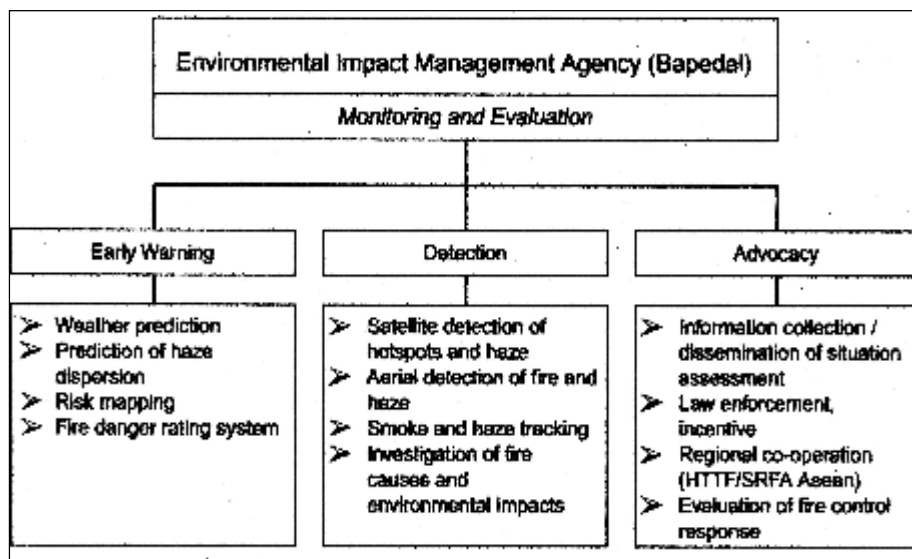 Environmental Impact Management Agency (Bapedal)
Monitoring and Evaluation
Early Warning
➢ Weather prediction
➢ Prediction of haze
dispersion
➢ Risk mapping
➢ Fire danger rating system
Detection
➢ Satellite detection of
hotspots and haze
➢ Aerial detection of fire and
haze
➢ Smoke and haze tracking
➢ Investigation of fire
causes and
environmental impacts
Advocacy
➢ Information collection /
dissemination of situation
assessment
➢ Law enforcement,
incentive
➢ Regional co-operation
(HTTF/SRFA Asean)
➢ Evaluation of fire control
response